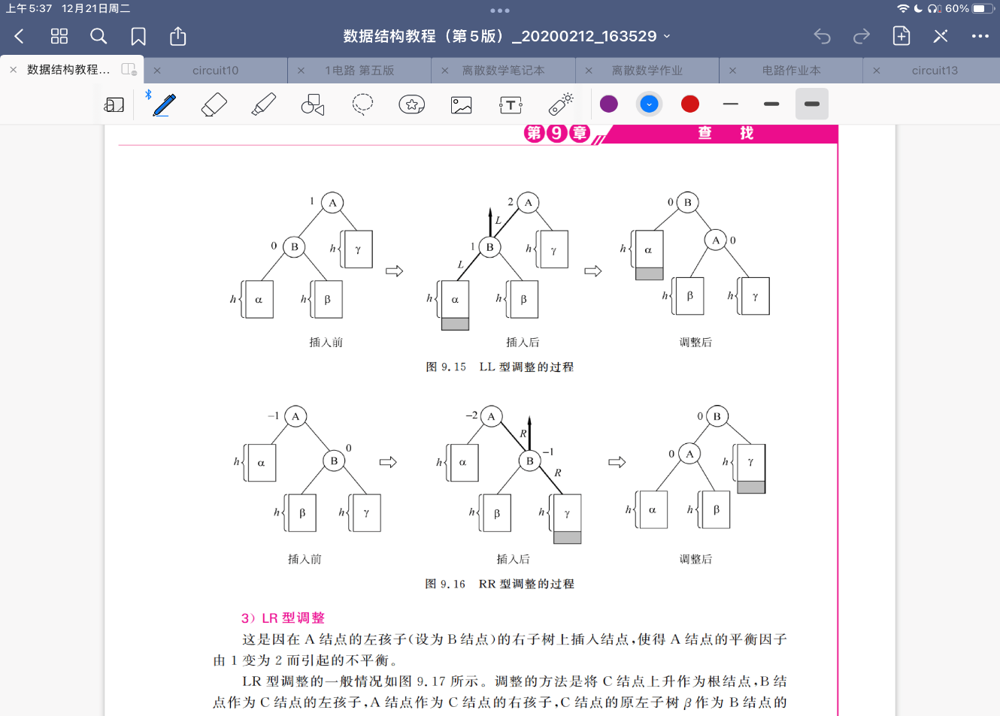 上午5:37 12月21日周二
60%
数据结构教程（第5版）_20200212_163529
数据结构教程... circuit10 1电路 第五版 离散数学笔记本 离散数学作业 电路作业本 circuit13
第9章 查 找
1 A 2 A 0 B
L
h γ h γ h α A 0
0 B 1 B
L
h α h β h α h β h β h γ
插入前 插入后 调整后
图 9.15 LL 型调整的过程
-1 A -2 A 0 B
R
h α 0 B h α B -1 0 A h γ
R
h β h γ h β h γ h α h β
插入前 插入后 调整后
图 9.16 RR 型调整的过程
3）LR 型调整
这是因在 A 结点的左孩子(设为 B 结点)的右子树上插入结点,使得 A 结点的平衡因子
由 1 变为 2 而引起的不平衡。
LR 型调整的一般情况如图 9.17 所示。调整的方法是将 C 结点上升作为根结点,B 结
点作为 C 结点的左孩子,A 结点作为 C 结点的右孩子,C 结点的原左子树 β 作为 B 结点的